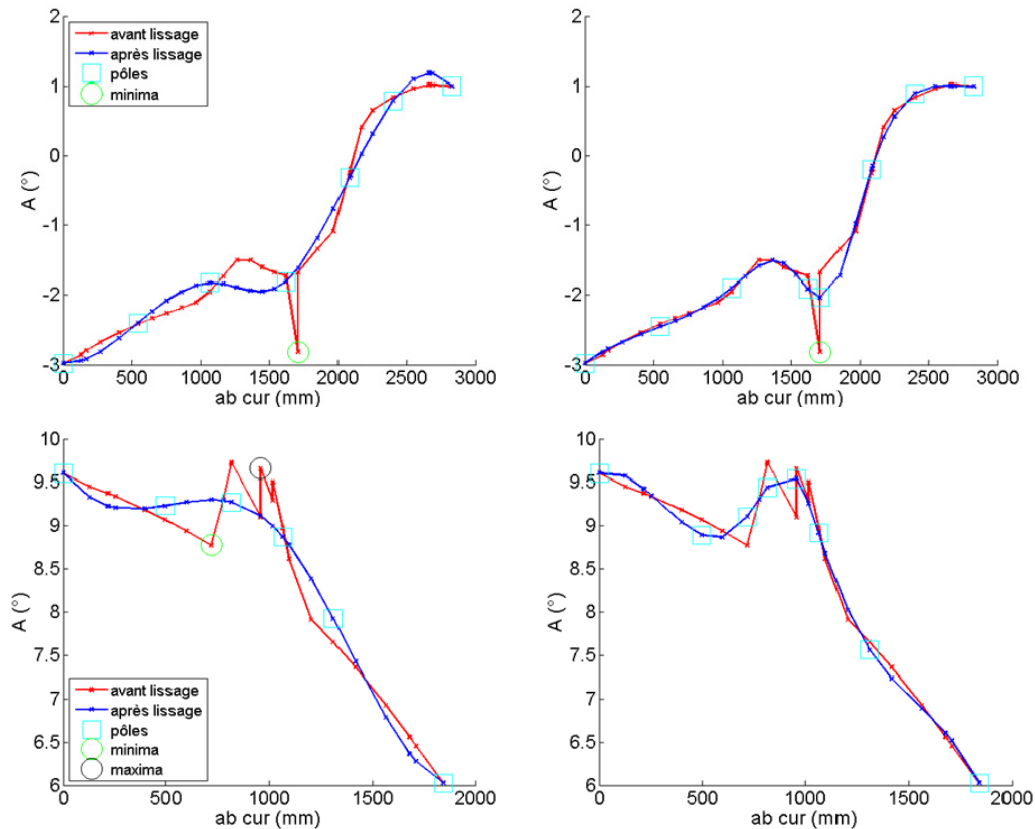 2
1
0
-1
-2
-3
A (°)
avant lissage
après lissage
pôles
minima
0 500 1000 1500 2000 2500 3000
ab cur (mm)
2
1
0
-1
-2
-3
A (°)
0 500 1000 1500 2000 2500 3000
ab cur (mm)
10
9.5
9
8.5
8
7.5
7
6.5
6
A (°)
avant lissage
après lissage
pôles
minima
maxima
0 500 1000 1500 2000
ab cur (mm)
10
9.5
9
8.5
8
7.5
7
6.5
6
A (°)
0 500 1000 1500 2000
ab cur (mm)